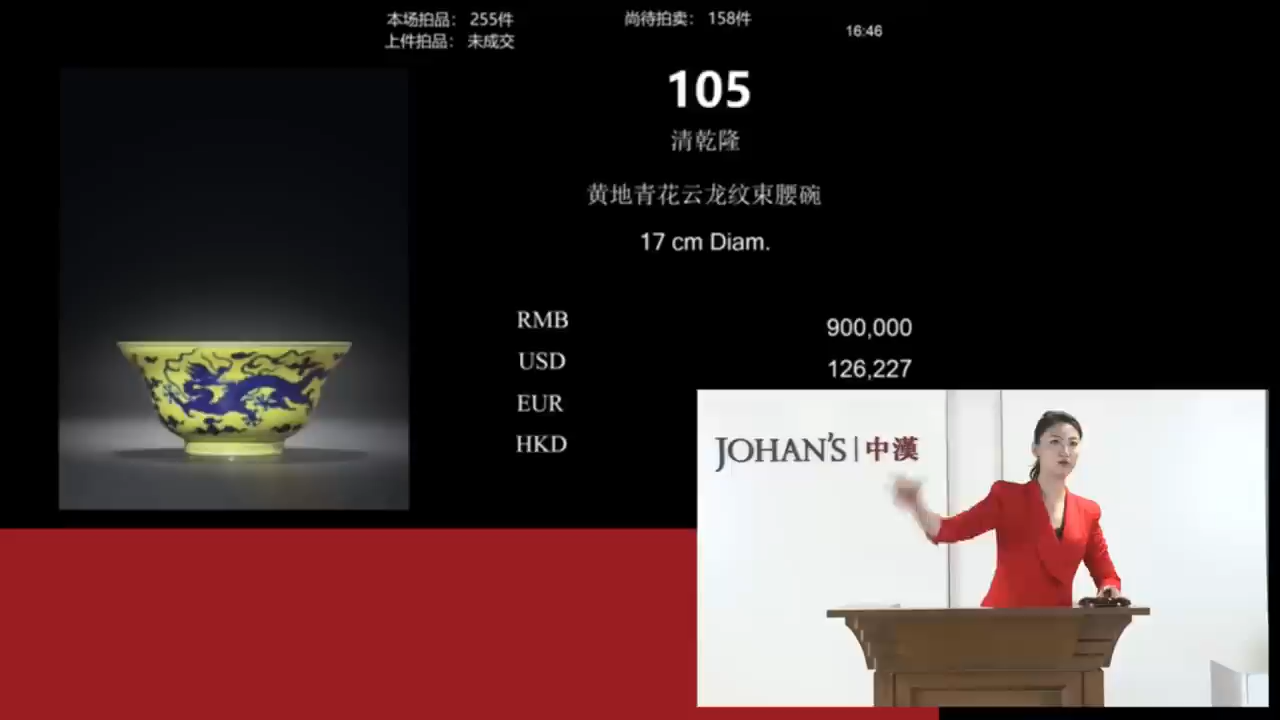 本场拍品： 255件
尚待拍卖： 158件
上件拍品： 未成交
16:46
105
清乾隆
黄地青花云龙纹束腰碗
17 cm Diam.
RMB 900,000
USD 126,227
EUR
HKD
JOHAN'S | 中漢